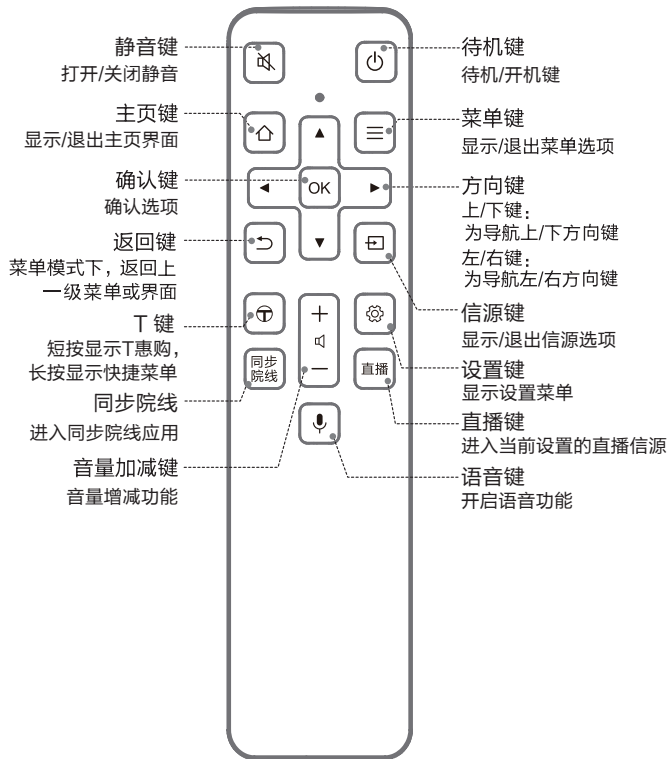 静音键
打开/关闭静音
主页键
显示/退出主页界面
确认键
确认选项
返回键
菜单模式下，返回上
一级菜单或界面
T 键
短按显示T惠购，
长按显示快捷菜单
同步院线
进入同步院线应用
音量加减键
音量增减功能
OK
同步
院线
直播
待机键
待机/开机键
菜单键
显示/退出菜单选项
方向键
上/下键：
为导航上/下方向键
左/右键：
为导航左/右方向键
信源键
显示/退出信源选项
设置键
显示设置菜单
直播键
进入当前设置的直播信源
语音键
开启语音功能